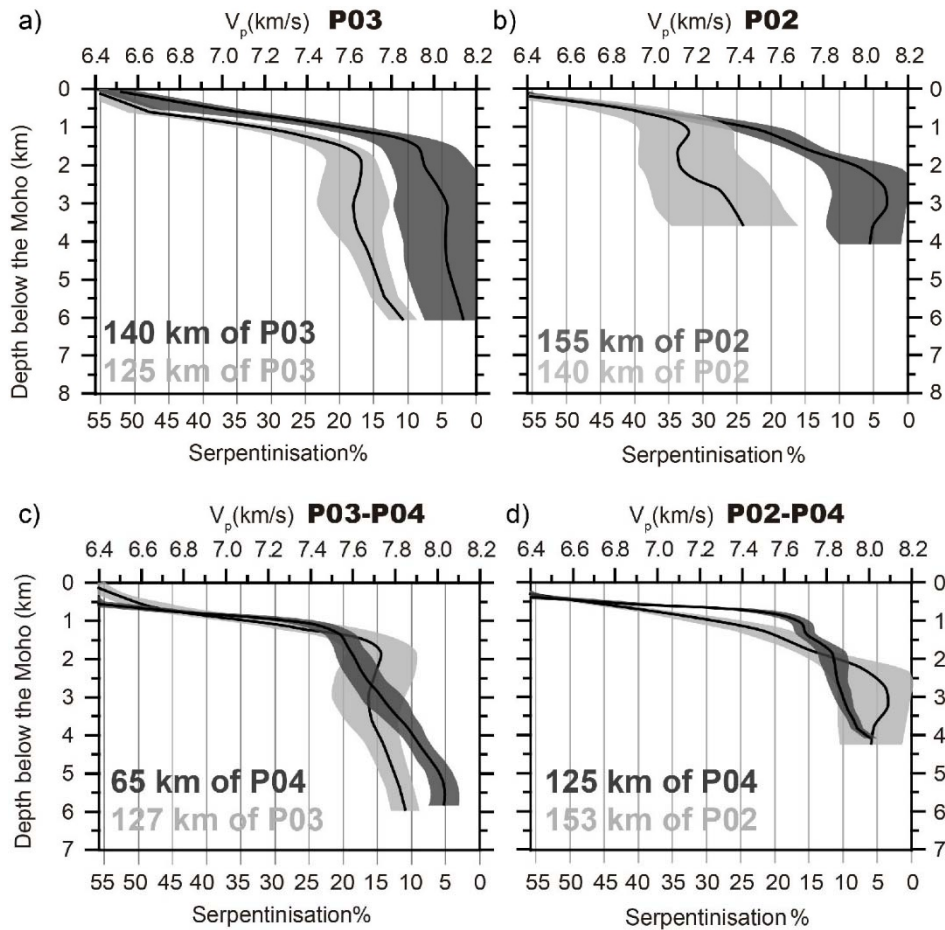 a) Vp(km/s) P03
6.4 6.6 6.8 7.0 7.2 7.4 7.6 7.8 8.0 8.2
0
1
2
3
4
5
6
7
8
Depth below the Moho (km)
140 km of P03
125 km of P03
55 50 45 40 35 30 25 20 15 10 5 0
Serpentinisation%
b) Vp(km/s) P02
6.4 6.6 6.8 7.0 7.2 7.4 7.6 7.8 8.0 8.2
155 km of P02
140 km of P02
0
1
2
3
4
5
6
7
8
55 50 45 40 35 30 25 20 15 10 5 0
Serpentinisation%
c) Vp(km/s) P03-P04
6.4 6.6 6.8 7.0 7.2 7.4 7.6 7.8 8.0 8.2
0
1
2
3
4
5
6
7
Depth below the Moho (km)
65 km of P04
127 km of P03
55 50 45 40 35 30 25 20 15 10 5 0
Serpentinisation%
d) Vp(km/s) P02-P04
6.4 6.6 6.8 7.0 7.2 7.4 7.6 7.8 8.0 8.2
125 km of P04
153 km of P02
0
1
2
3
4
5
6
7
55 50 45 40 35 30 25 20 15 10 5 0
Serpentinisation%